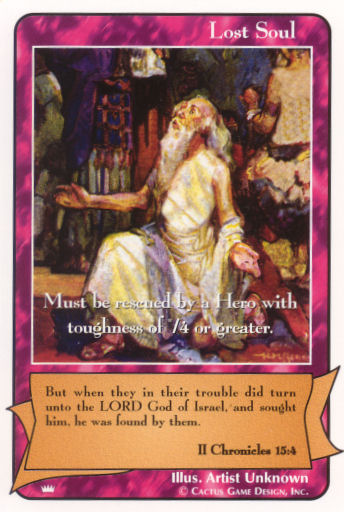 Lost Soul
Must be rescued by a Hero with
toughness of */4 or greater.
But when they in their trouble did turn
unto the LORD God of Israel, and sought
him, he was found by them.
II Chronicles 15:4
Illus. Artist Unknown
© CACTUS GAME DESIGN, INC.